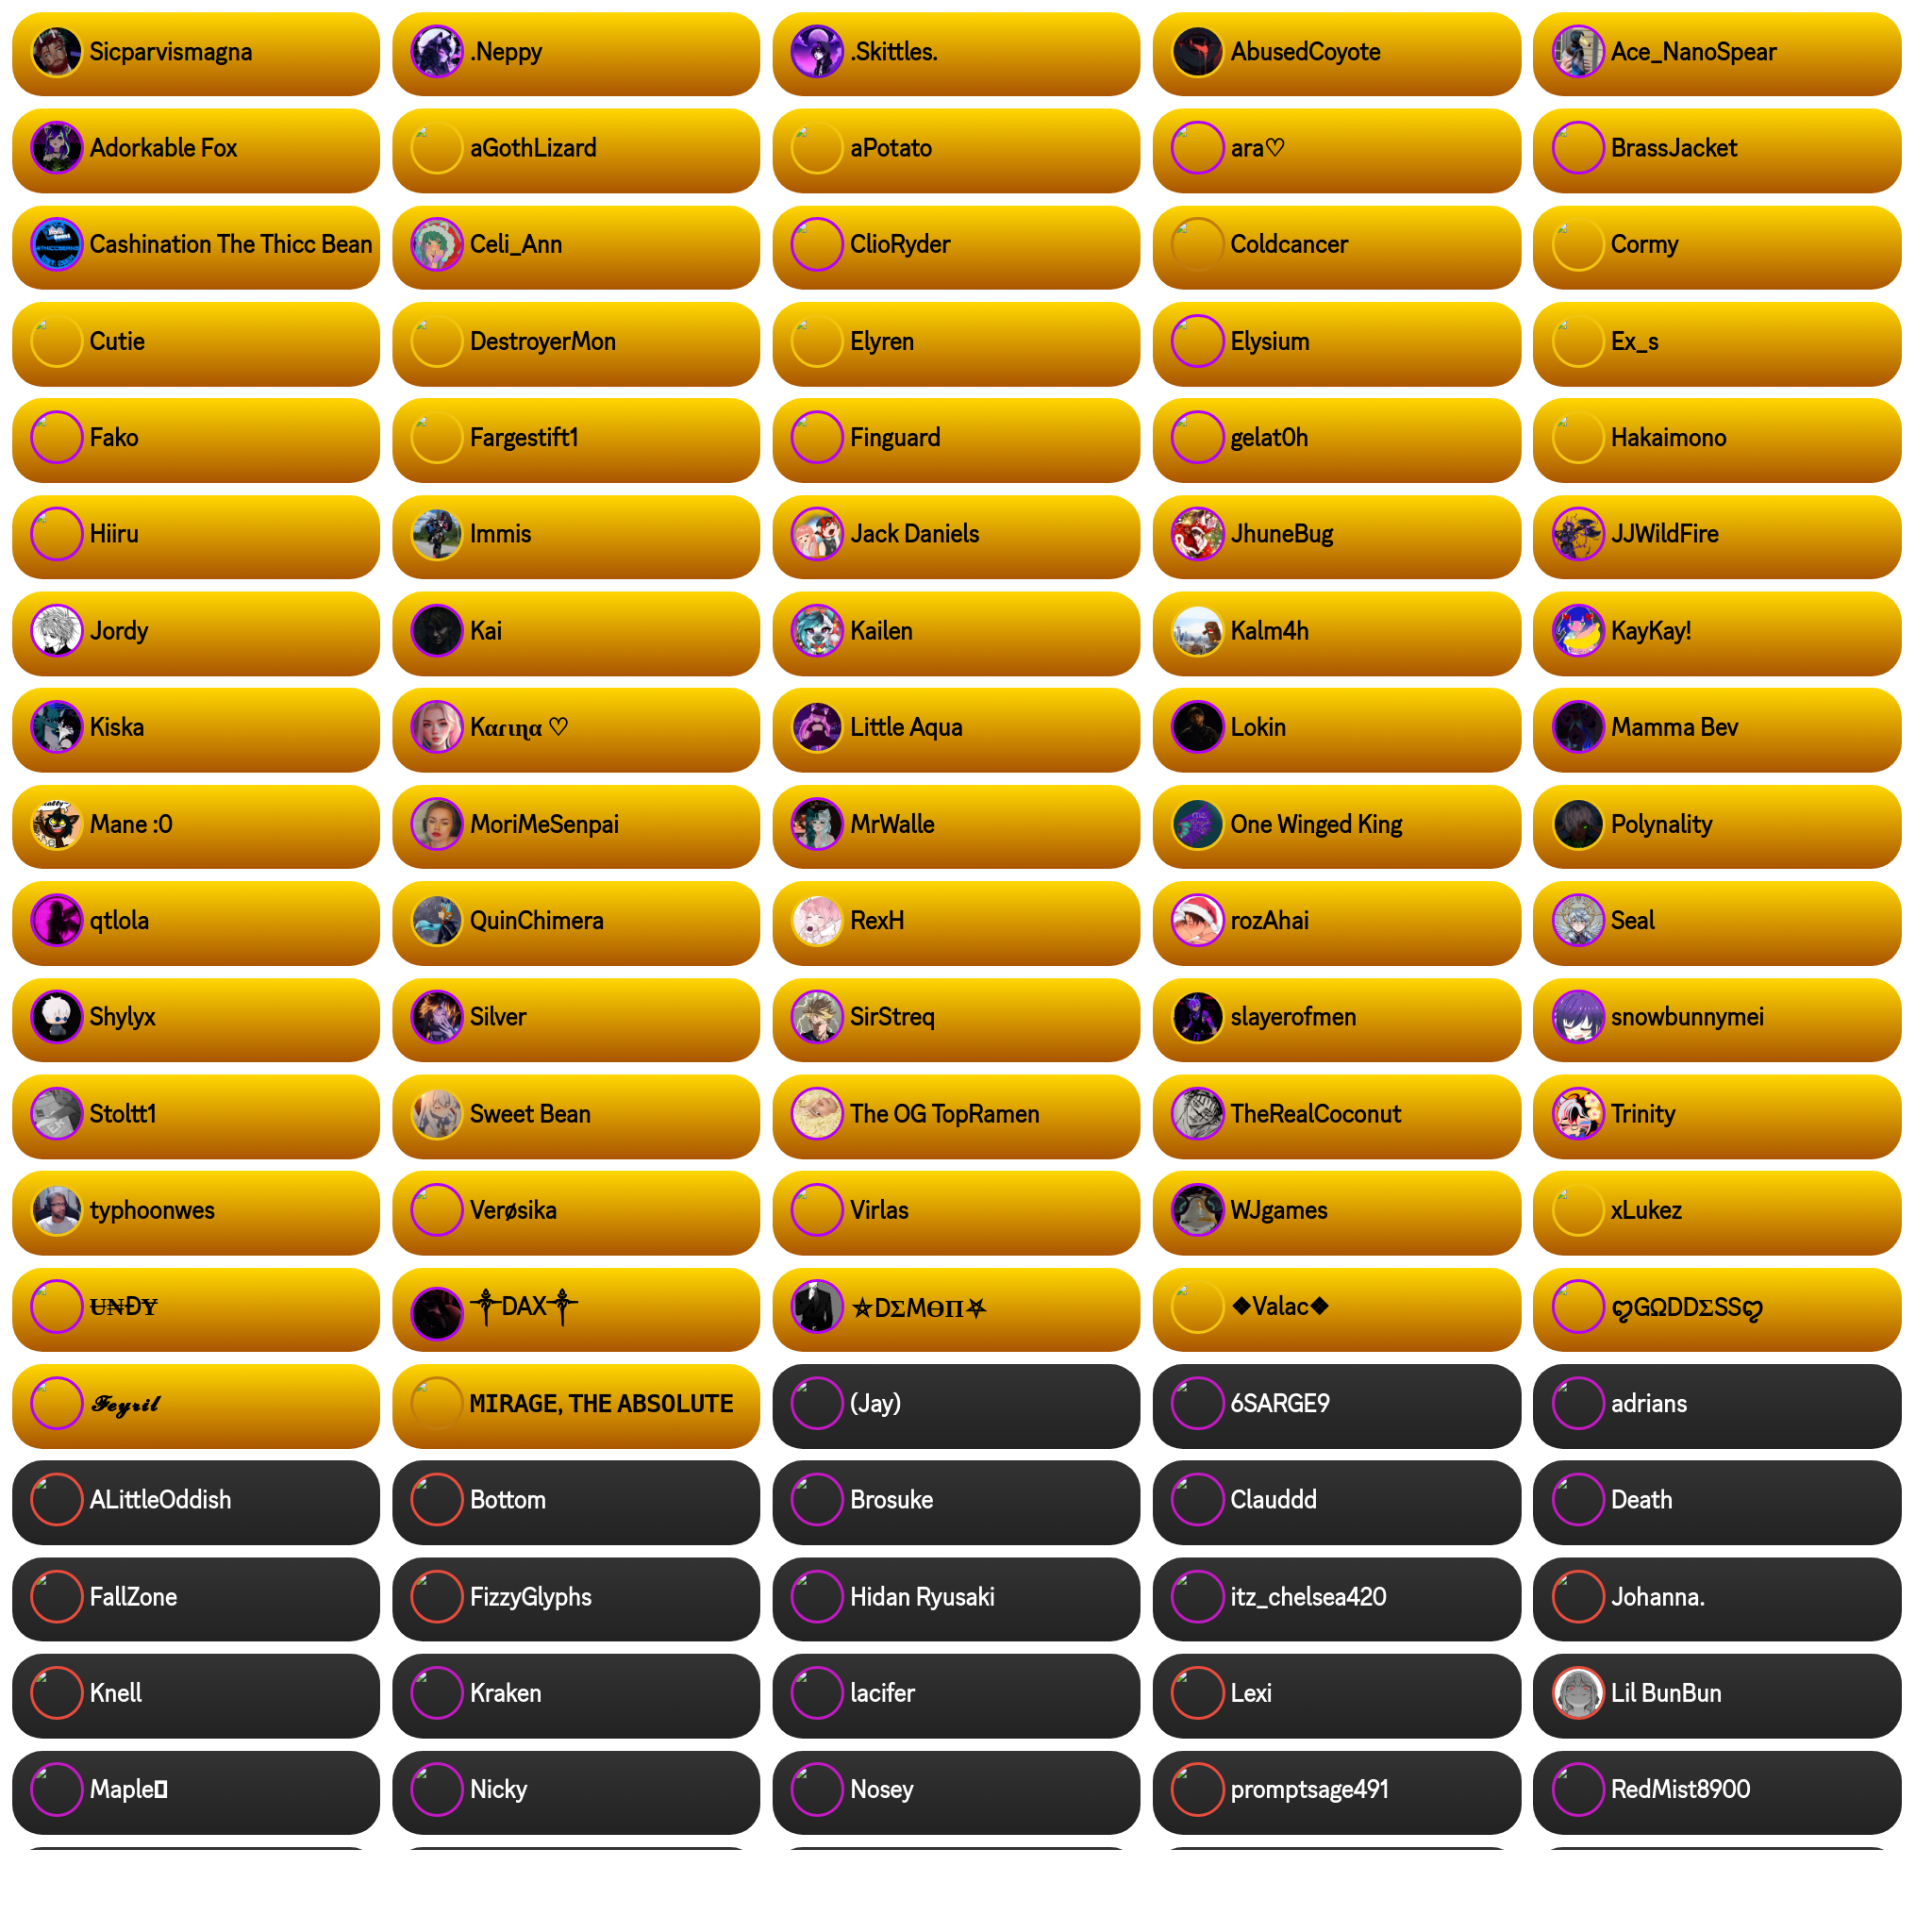 Sicparvismagna
.Neppy
.Skittles.
AbusedCoyote
Ace_NanoSpear
Adorkable Fox
aGothLizard
aPotato
ara♡
BrassJacket
Cashination The Thicc Bean
Celi_Ann
ClioRyder
Coldcancer
Cormy
Cutie
DestroyerMon
Elyren
Elysium
Ex_s
Fako
Fargestift1
Finguard
gelat0h
Hakaimono
Hiiru
Immis
Jack Daniels
JhuneBug
JJWildFire
Jordy
Kai
Kailen
Kalm4h
KayKay!
Kiska
Kαɾιɳα ♡
Little Aqua
Lokin
Mamma Bev
Mane :0
MoriMeSenpai
MrWalle
One Winged King
Polynality
qtlola
QuinChimera
RexH
rozAhai
Seal
Shylyx
Silver
SirStreq
slayerofmen
snowbunnymei
Stoltt1
Sweet Bean
The OG TopRamen
TheRealCoconut
Trinity
typhoonwes
Verøsika
Virlas
WJgames
xLukez
U̶₦ĐɎ
༒DAX༒
⛥DΣMӨΠ⛧
❖Valac❖
ღGΩDDΣSSღ
𝓕𝓮𝔂𝓻𝓲𝓵
MIRAGE, THE ABSOLUTE
(Jay)
6SARGE9
adrians
ALittleOddish
Bottom
Brosuke
Clauddd
Death
FallZone
FizzyGlyphs
Hidan Ryusaki
itz_chelsea420
Johanna.
Knell
Kraken
lacifer
Lexi
Lil BunBun
Maple
Nicky
Nosey
promptsage491
RedMist8900